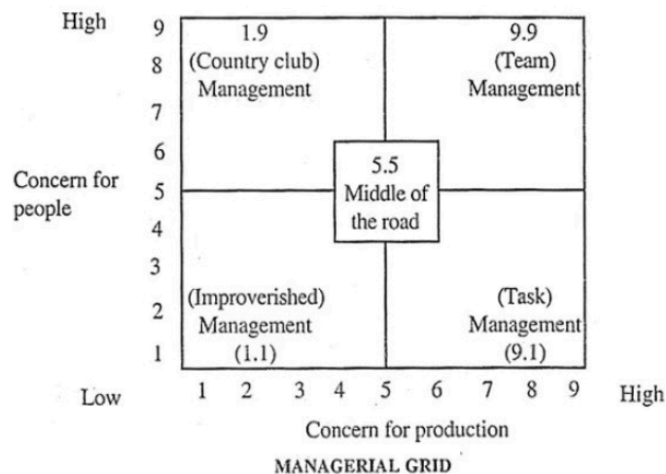 High
9
8
7
6
5
4
3
2
1
Concern for
people
Low
1.9
(Country club)
Management
9.9
(Team)
Management
5.5
Middle of
the road
(Improverished)
Management
(1.1)
(Task)
Management
(9.1)
1 2 3 4 5 6 7 8 9
High
Concern for production
MANAGERIAL GRID